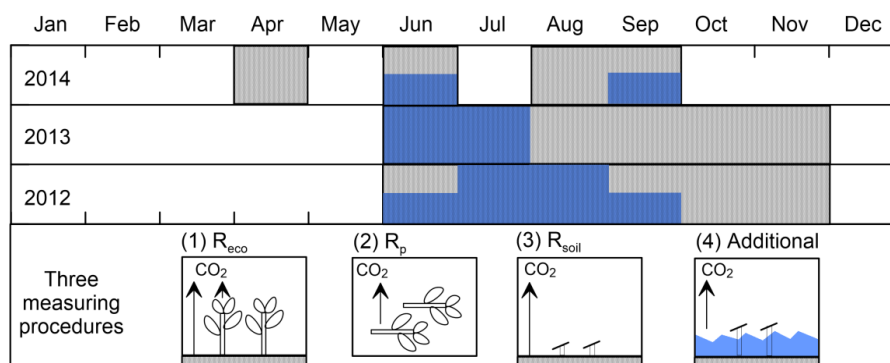 Jan Feb Mar Apr May Jun Jul Aug Sep Oct Nov Dec
2014
2013
2012
Three
measuring
procedures
(1) Reco
CO2
(2) Rp
CO2
(3) Rsoil
CO2
(4) Additional
CO2